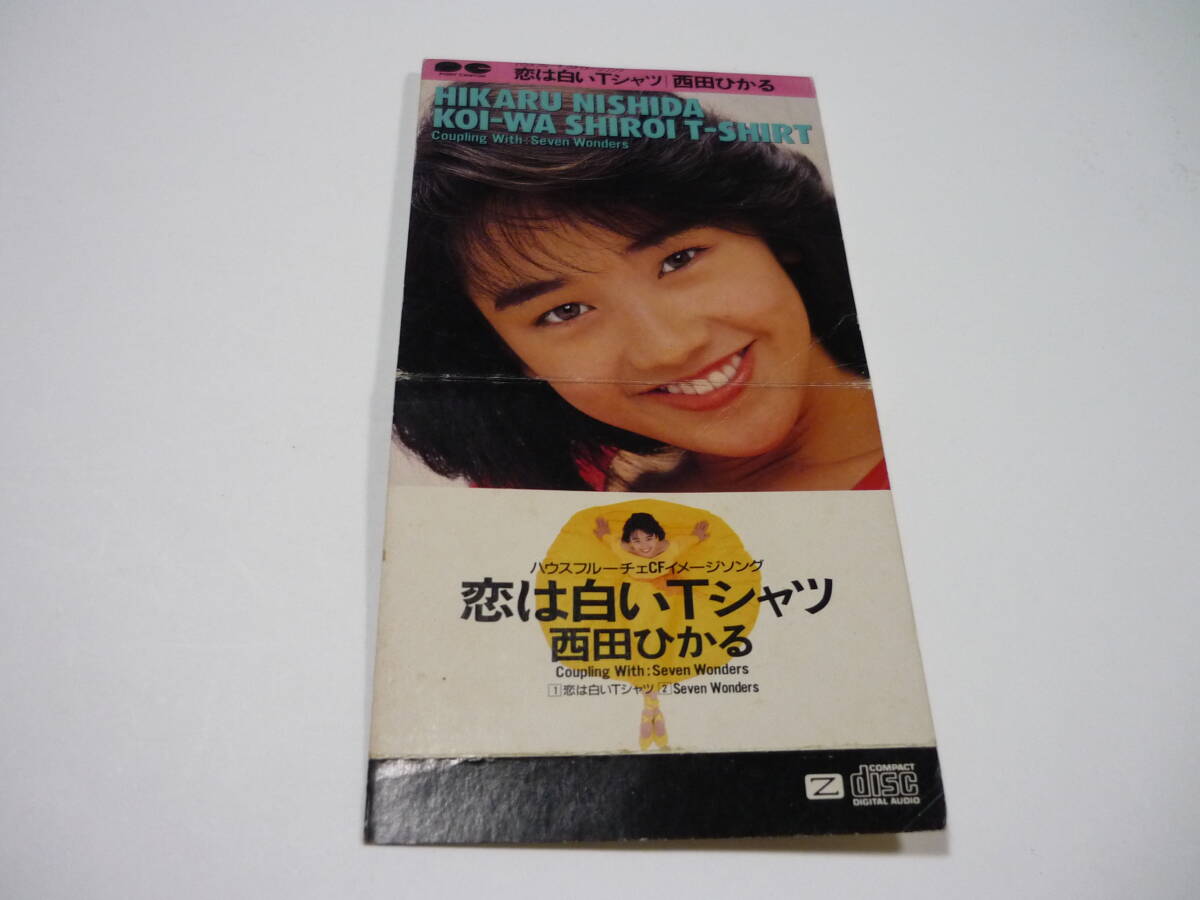 恋は白いTシャツ 西田ひかる
HIKARU NISHIDA
KOI-WA SHIROI T-SHIRT
Coupling With:Seven Wonders
ハウスフルーチェCFイメージソング
恋は白いTシャツ
西田ひかる
Coupling With:Seven Wonders
1 恋は白いTシャツ 2 Seven Wonders
Z
COMPACT
disc
DIGITAL AUDIO